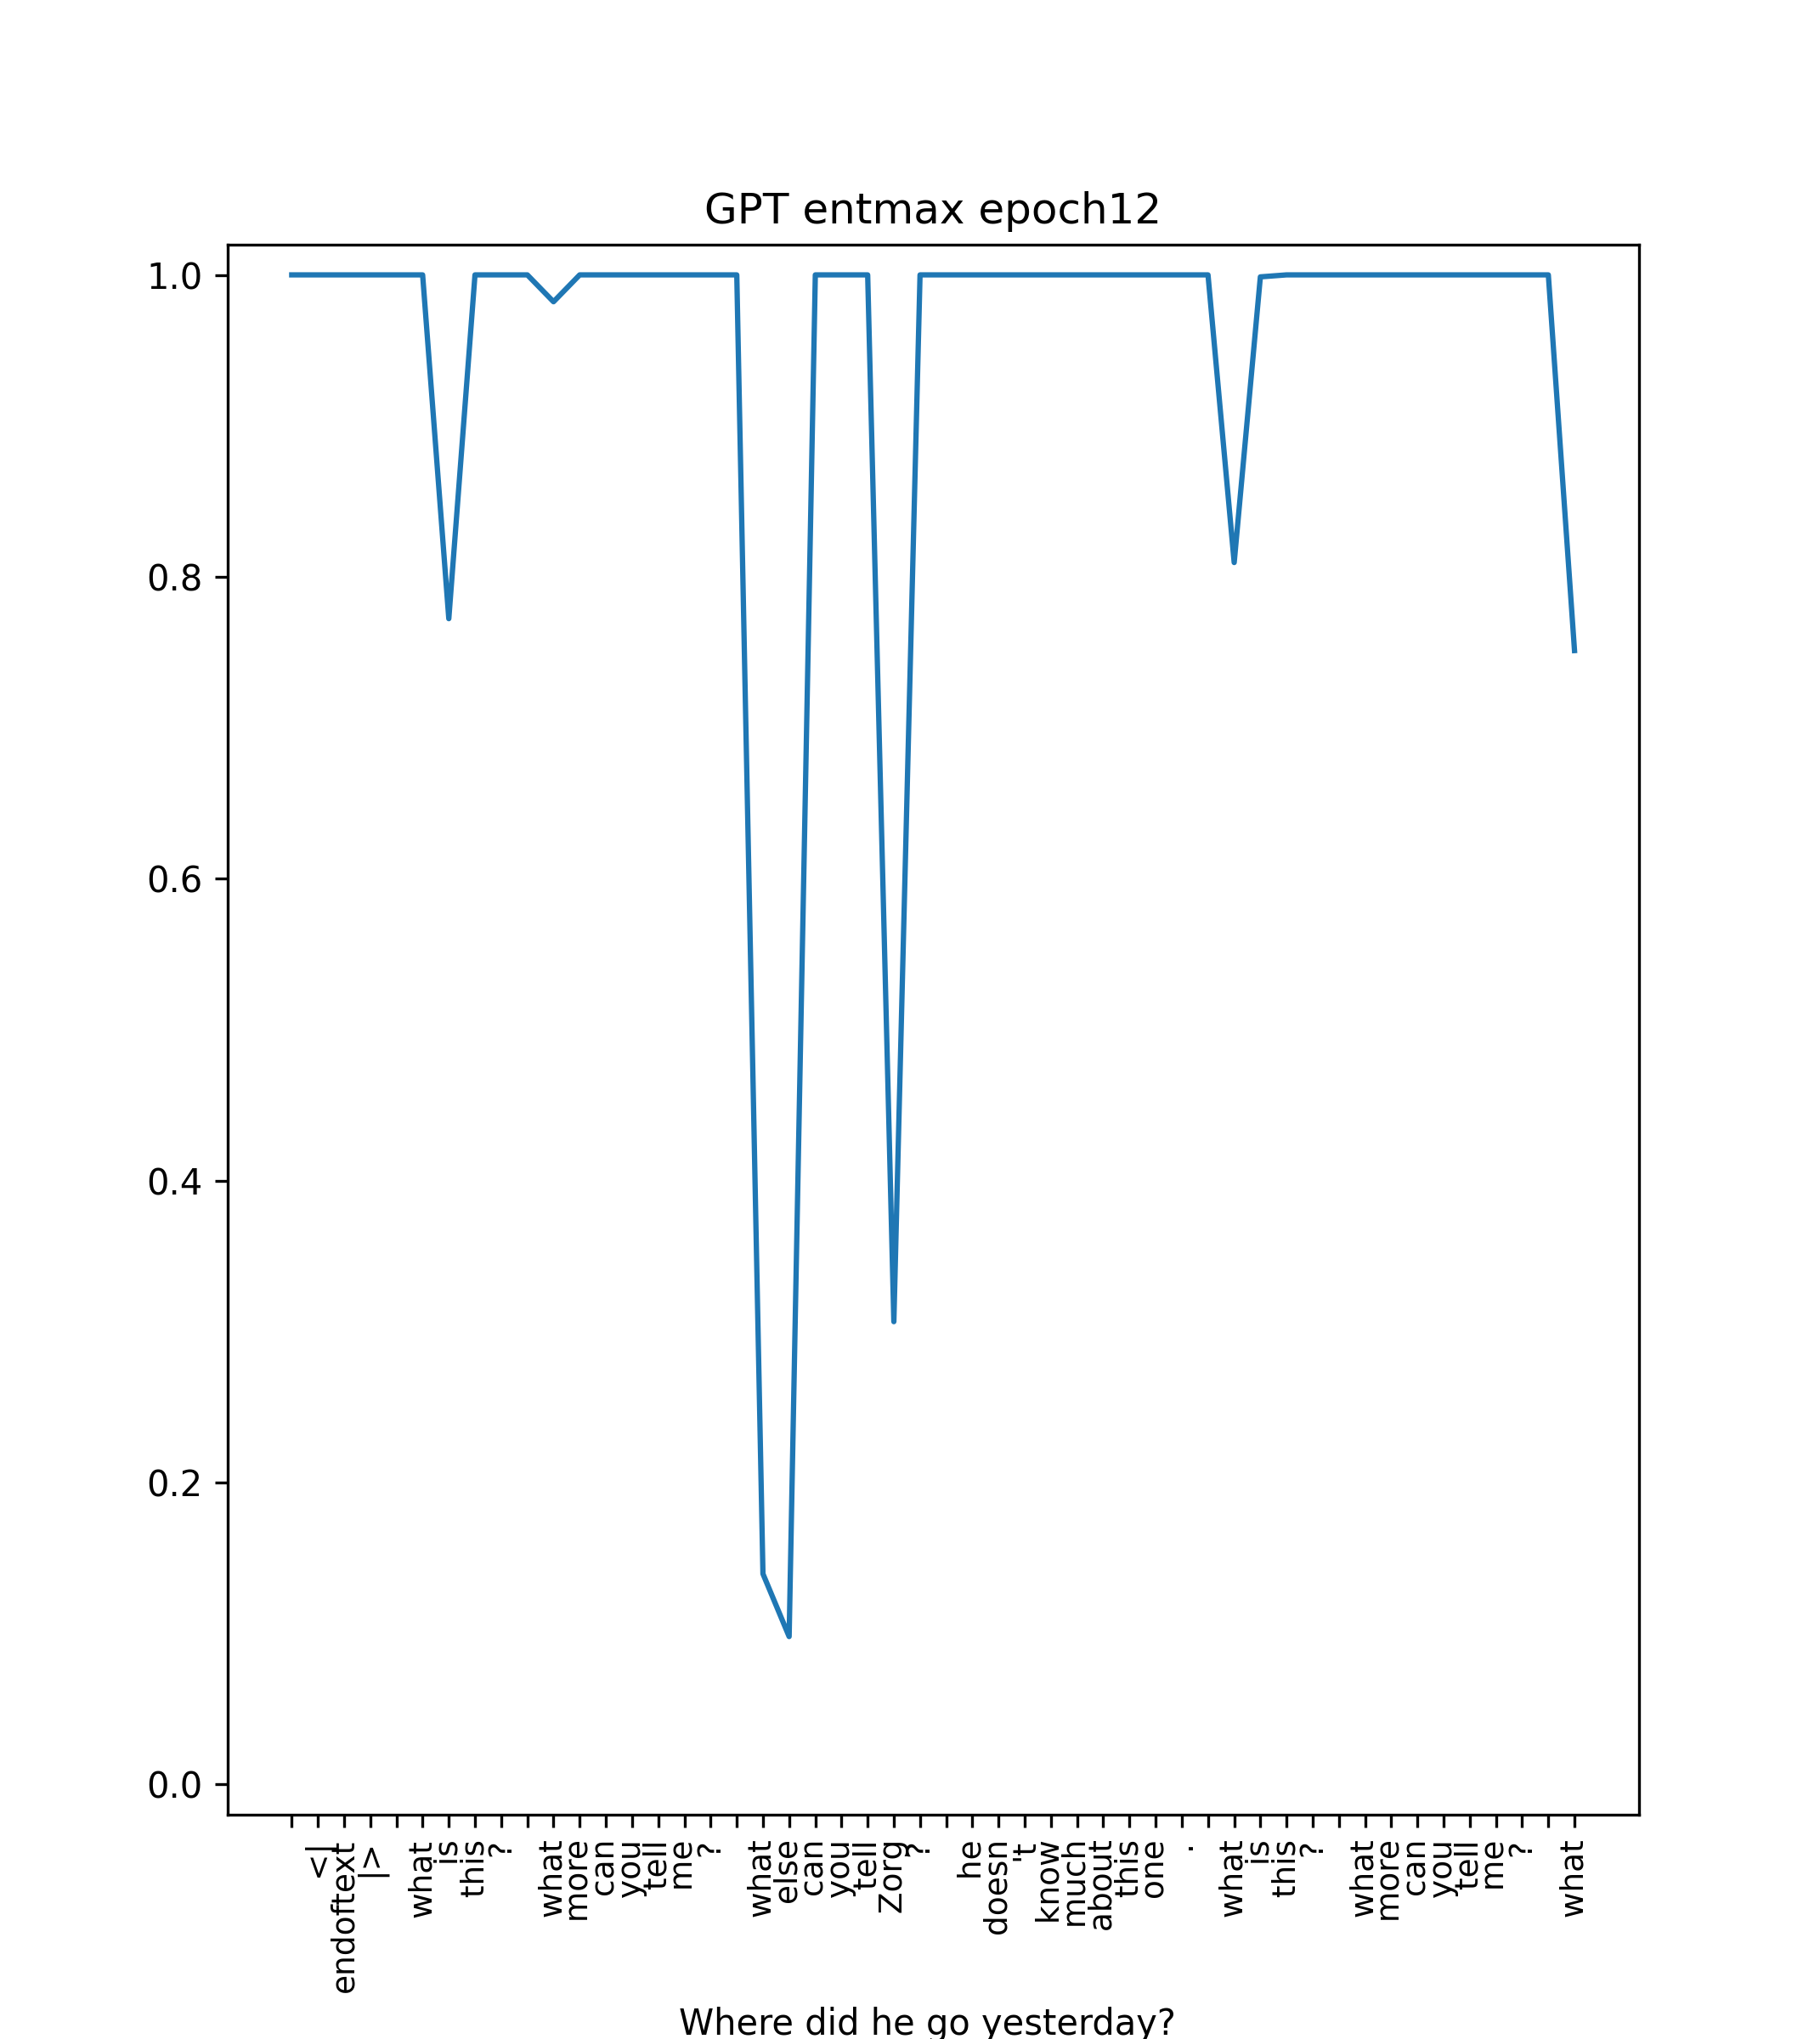 GPT entmax epoch12
1.0
0.8
0.6
0.4
0.2
0.0
<|
endoftext
|>
what
is
this
?
what
more
can
you
tell
me
?
what
else
can
you
tell
Zorg
?
he
doesn
't
know
much
about
this
one
.
what
is
this
?
what
more
can
you
tell
me
?
what
Where did he go yesterday?